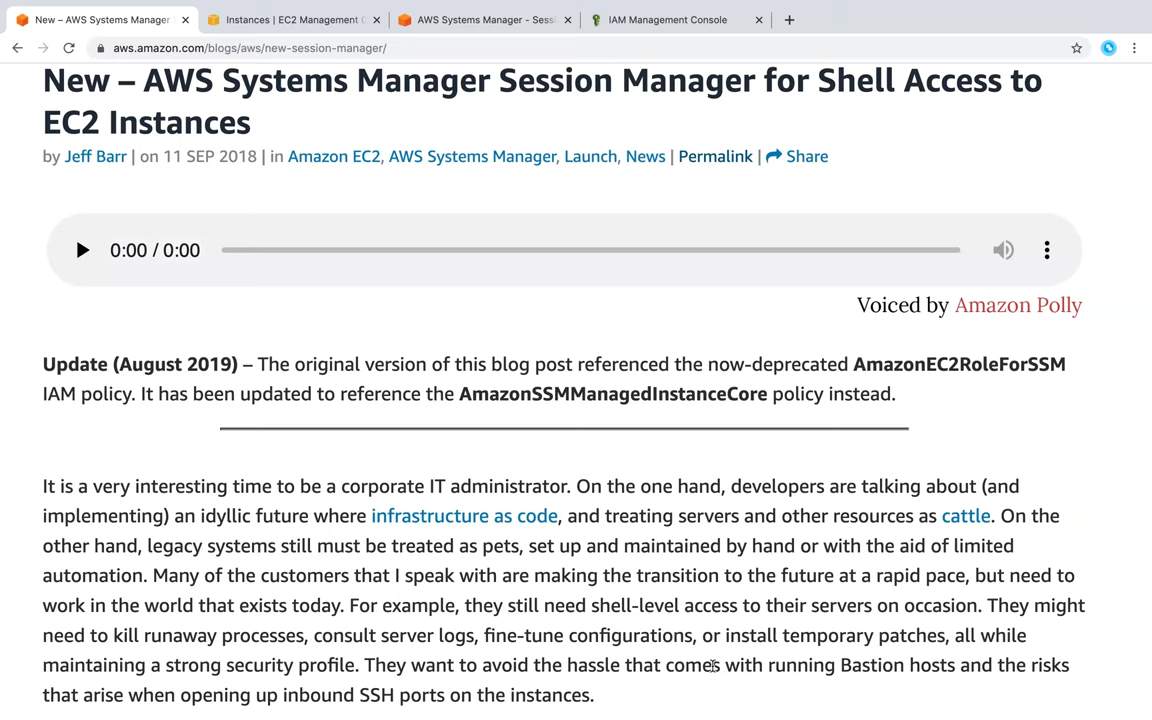 New – AWS Systems Manager
Instances | EC2 Management C
AWS Systems Manager - Sessi
IAM Management Console
aws.amazon.com/blogs/aws/new-session-manager/
New – AWS Systems Manager Session Manager for Shell Access to
EC2 Instances
by Jeff Barr | on 11 SEP 2018 | in Amazon EC2, AWS Systems Manager, Launch, News | Permalink | Share
0:00 / 0:00
Voiced by Amazon Polly
Update (August 2019) – The original version of this blog post referenced the now-deprecated AmazonEC2RoleForSSM
IAM policy. It has been updated to reference the AmazonSSMManagedInstanceCore policy instead.
It is a very interesting time to be a corporate IT administrator. On the one hand, developers are talking about (and
implementing) an idyllic future where infrastructure as code, and treating servers and other resources as cattle. On the
other hand, legacy systems still must be treated as pets, set up and maintained by hand or with the aid of limited
automation. Many of the customers that I speak with are making the transition to the future at a rapid pace, but need to
work in the world that exists today. For example, they still need shell-level access to their servers on occasion. They might
need to kill runaway processes, consult server logs, fine-tune configurations, or install temporary patches, all while
maintaining a strong security profile. They want to avoid the hassle that comes with running Bastion hosts and the risks
that arise when opening up inbound SSH ports on the instances.